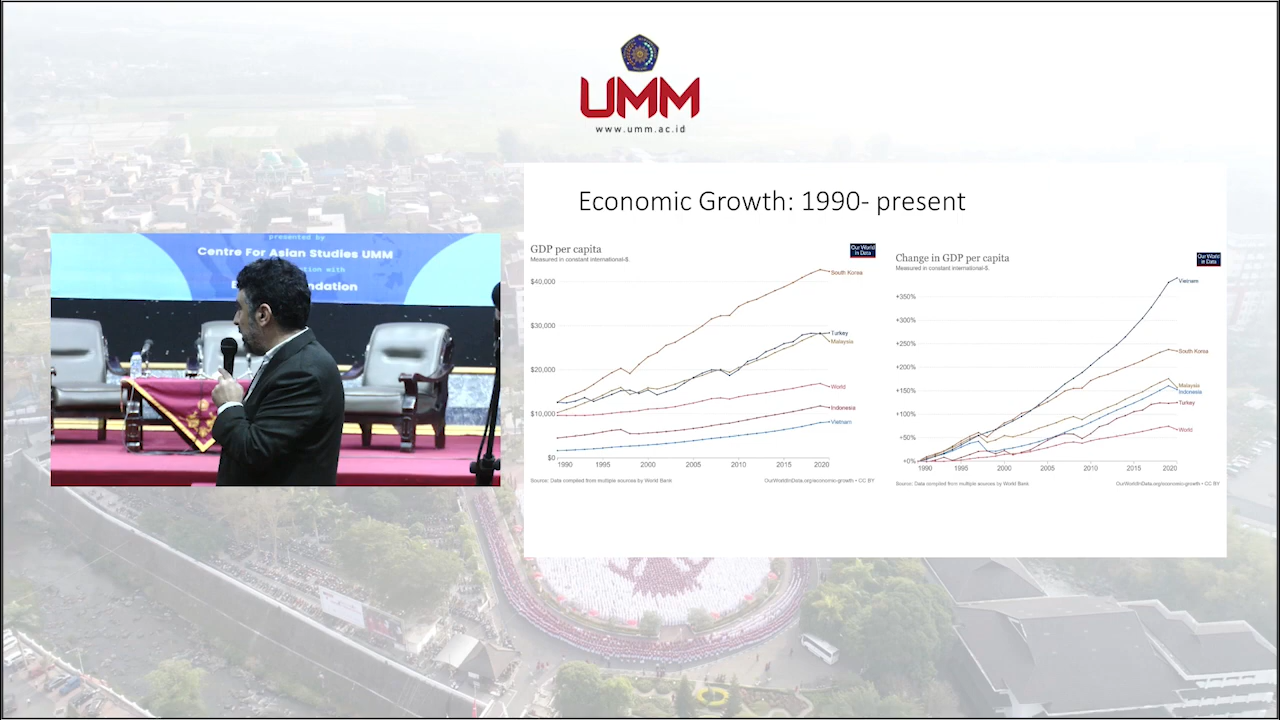 UMM
www.umm.ac.id
Economic Growth: 1990- present
presented by
Centre For Asian Studies UMM
with
GDP per capita
Measured in constant international-$.
Our World
in Data
$40,000
$30,000
$20,000
$10,000
$0
1990 1995 2000 2005 2010 2015 2020
South Korea
Turkey
Malaysia
World
Indonesia
Vietnam
Source: Data compiled from multiple sources by World Bank
OurWorldInData.org/economic-growth • CC BY
Change in GDP per capita
Measured in constant international-$.
Our World
in Data
+350%
+300%
+250%
+200%
+150%
+100%
+50%
+0%
1990 1995 2000 2005 2010 2015 2020
Vietnam
South Korea
Malaysia
Indonesia
Turkey
World
Source: Data compiled from multiple sources by World Bank
OurWorldInData.org/economic-growth • CC BY